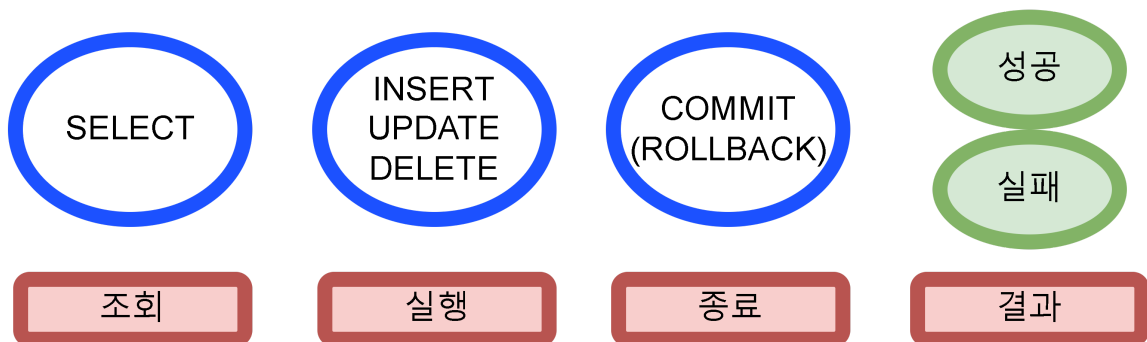 SELECT
INSERT
UPDATE
DELETE
COMMIT
(ROLLBACK)
성공
실패
조회
실행
종료
결과